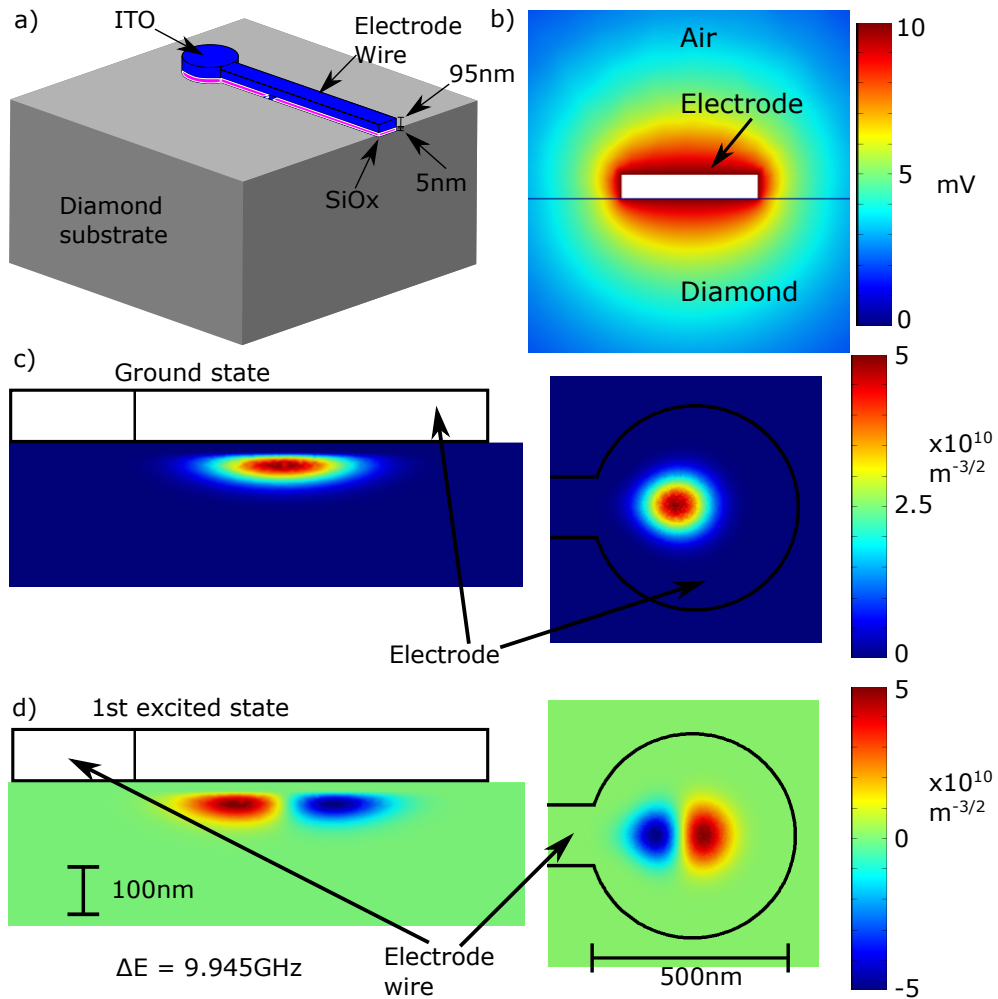 a)
ITO
Electrode
Wire
95nm
5nm
SiOx
Diamond
substrate
b)
Air
Electrode
Diamond
10
5
mV
0
c)
Ground state
Electrode
5
x10^10
m^-3/2
2.5
0
d)
1st excited state
100nm
ΔE = 9.945GHz
Electrode
wire
500nm
5
x10^10
m^-3/2
0
-5